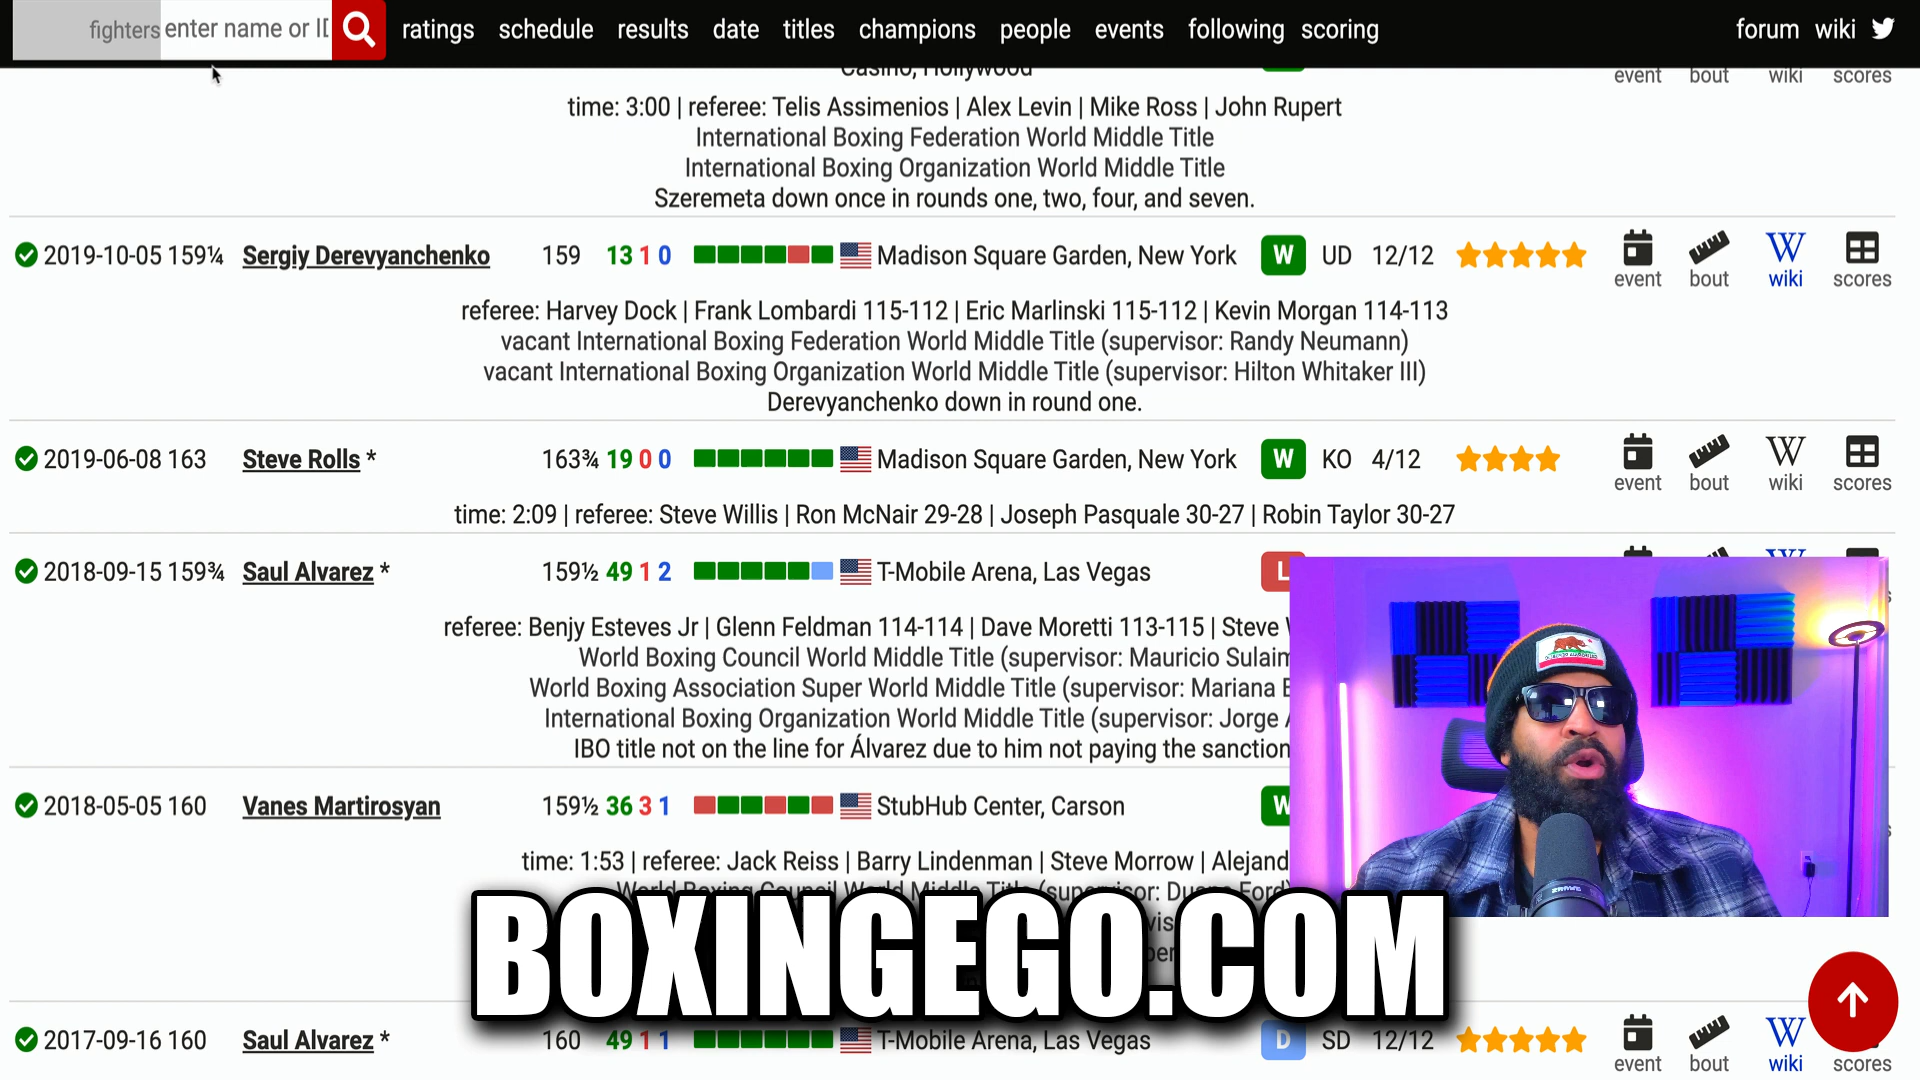 fighters enter name or ID ratings schedule results date titles champions people events following scoring forum wiki
Casino, Hollywood event bout wiki scores
time: 3:00 | referee: Telis Assimenios | Alex Levin | Mike Ross | John Rupert
International Boxing Federation World Middle Title
International Boxing Organization World Middle Title
Szeremeta down once in rounds one, two, four, and seven.
2019-10-05 159¼ Sergiy Derevyanchenko 159 13 1 0 Madison Square Garden, New York W UD 12/12 event bout wiki scores
referee: Harvey Dock | Frank Lombardi 115-112 | Eric Marlinski 115-112 | Kevin Morgan 114-113
vacant International Boxing Federation World Middle Title (supervisor: Randy Neumann)
vacant International Boxing Organization World Middle Title (supervisor: Hilton Whitaker III)
Derevyanchenko down in round one.
2019-06-08 163 Steve Rolls * 163¾ 19 0 0 Madison Square Garden, New York W KO 4/12 event bout wiki scores
time: 2:09 | referee: Steve Willis | Ron McNair 29-28 | Joseph Pasquale 30-27 | Robin Taylor 30-27
2018-09-15 159¾ Saul Alvarez * 159½ 49 1 2 T-Mobile Arena, Las Vegas L
referee: Benjy Esteves Jr | Glenn Feldman 114-114 | Dave Moretti 113-115 | Steve
World Boxing Council World Middle Title (supervisor: Mauricio Sulaim
World Boxing Association Super World Middle Title (supervisor: Mariana
International Boxing Organization World Middle Title (supervisor: Jorge
IBO title not on the line for Álvarez due to him not paying the sanction
2018-05-05 160 Vanes Martirosyan 159½ 36 3 1 StubHub Center, Carson W
time: 1:53 | referee: Jack Reiss | Barry Lindenman | Steve Morrow | Alejand
World Boxing Council World Middle Title (supervisor: Duane Ford)
BOXINGEGO.COM
2017-09-16 160 Saul Alvarez * 160 49 1 1 T-Mobile Arena, Las Vegas D SD 12/12 event bout wiki scores